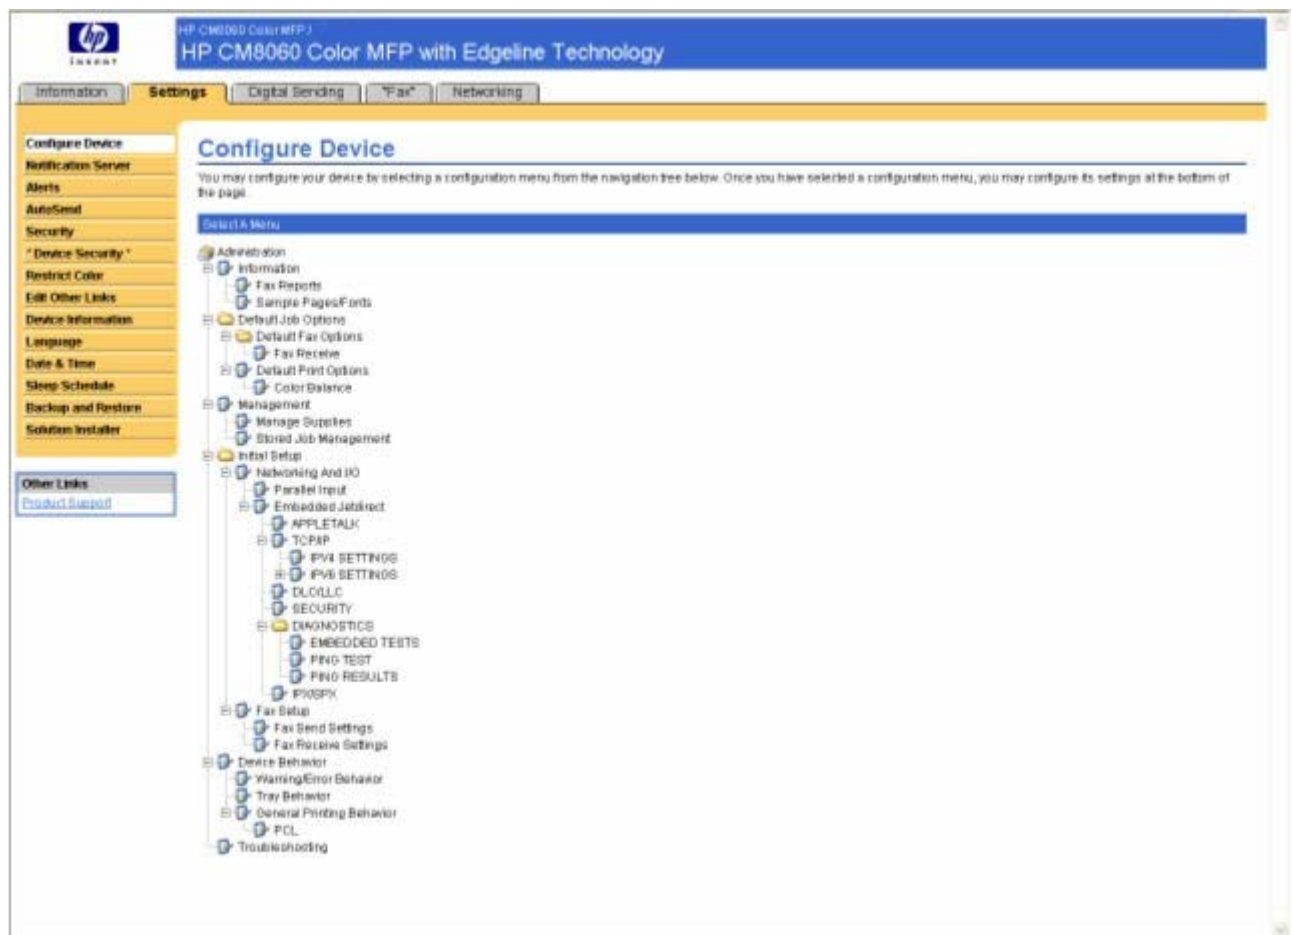 hp
invent
HP CM8060 Color MFP /
HP CM8060 Color MFP with Edgeline Technology
Information
Settings
Digital Sending
"Fax"
Networking
Configure Device
Notification Server
Alerts
AutoSend
Security
* Device Security *
Restrict Color
Edit Other Links
Device Information
Language
Date & Time
Sleep Schedule
Backup and Restore
Solution Installer
Other Links
Product Support
Configure Device
You may configure your device by selecting a configuration menu from the navigation tree below. Once you have selected a configuration menu, you may configure its settings at the bottom of
the page.
Select A Menu
Administration
Information
Fax Reports
Sample Pages/Fonts
Default Job Options
Default Fax Options
Fax Receive
Default Print Options
Color Balance
Management
Manage Supplies
Stored Job Management
Initial Setup
Networking And I/O
Parallel Input
Embedded Jetdirect
APPLETALK
TCP/IP
IPV4 SETTINGS
IPV6 SETTINGS
DLC/LLC
SECURITY
DIAGNOSTICS
EMBEDDED TESTS
PING TEST
PING RESULTS
IPX/SPX
Fax Setup
Fax Send Settings
Fax Receive Settings
Device Behavior
Warning/Error Behavior
Tray Behavior
General Printing Behavior
PCL
Troubleshooting